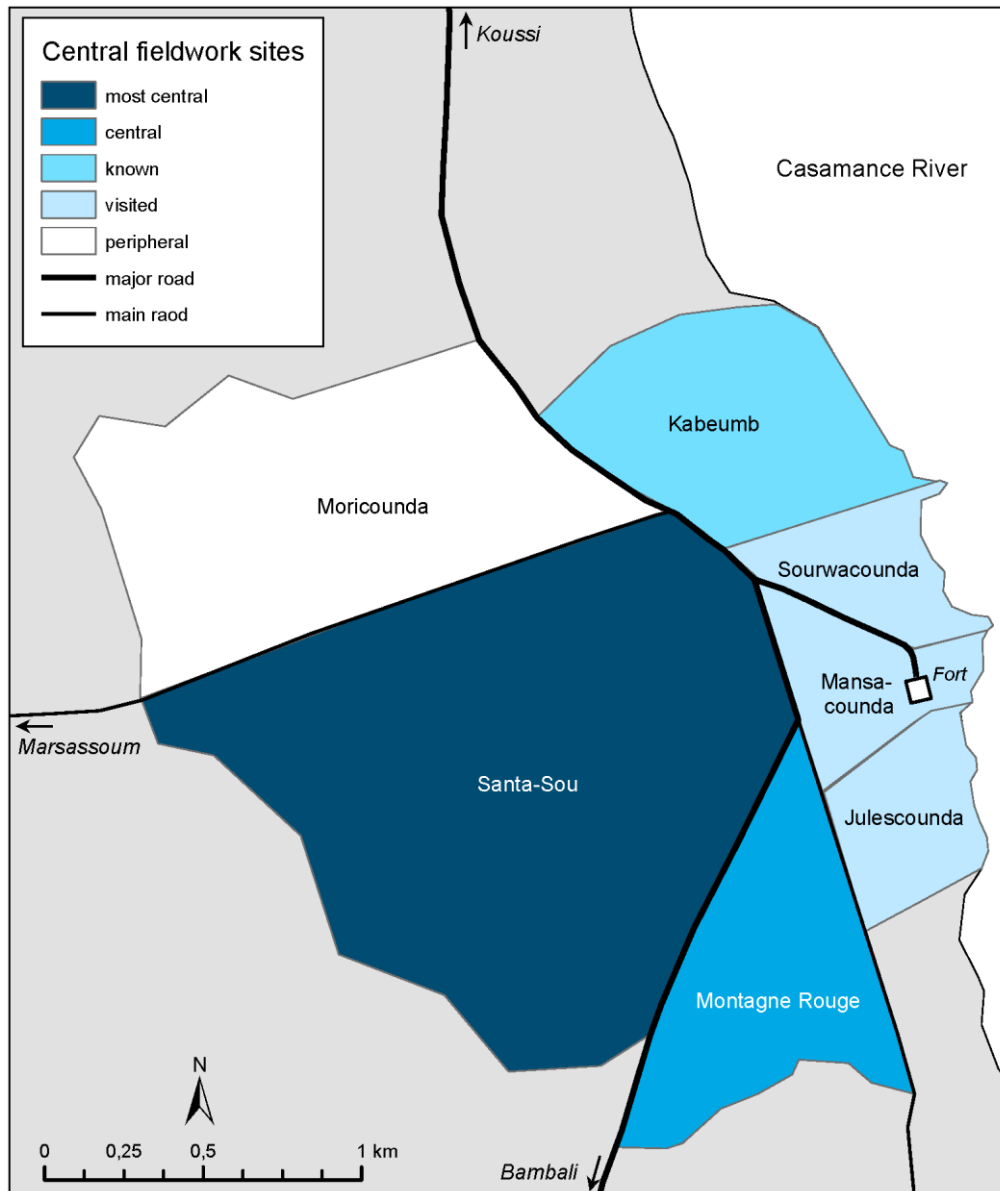 Koussi
Central fieldwork sites
most central
central
known
visited
peripheral
major road
main raod
Casamance River
Kabeumb
Moricounda
Sourwacounda
Fort
Mansa-
counda
Marsassoum
Santa-Sou
Julescounda
Montagne Rouge
N
0 0,25 0,5 1 km
Bambali